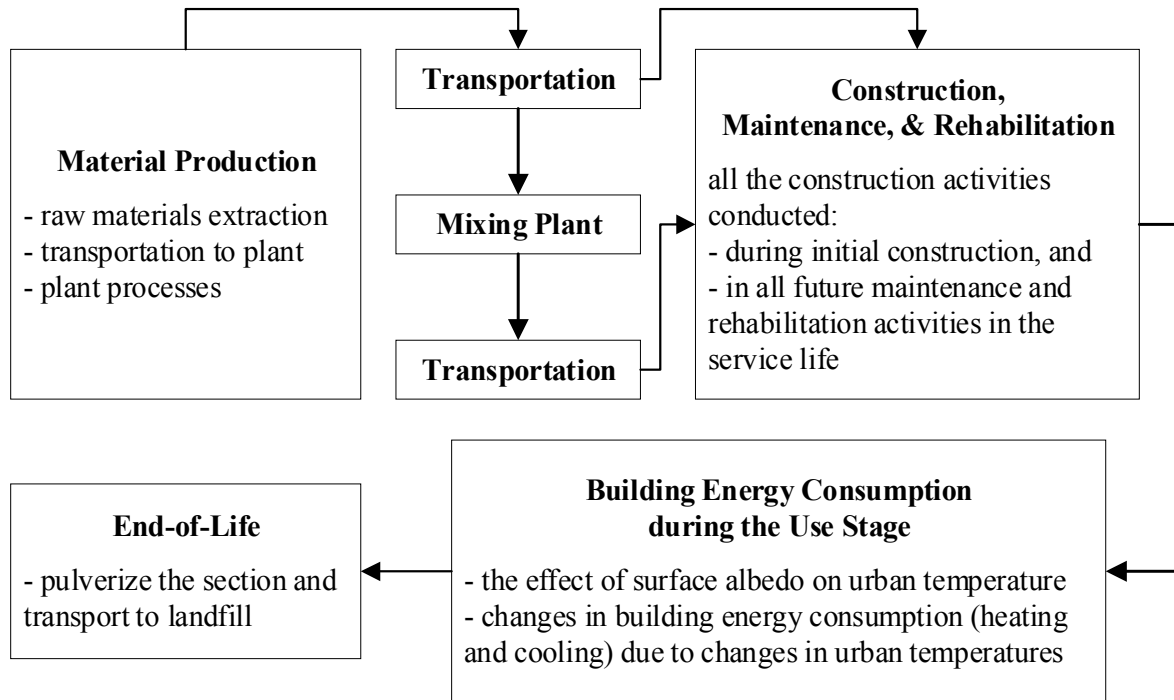 Material Production
- raw materials extraction
- transportation to plant
- plant processes
Transportation
Mixing Plant
Transportation
Construction,
Maintenance, & Rehabilitation
all the construction activities
conducted:
- during initial construction, and
- in all future maintenance and
rehabilitation activities in the
service life
Building Energy Consumption
during the Use Stage
- the effect of surface albedo on urban temperature
- changes in building energy consumption (heating
and cooling) due to changes in urban temperatures
End-of-Life
- pulverize the section and
transport to landfill